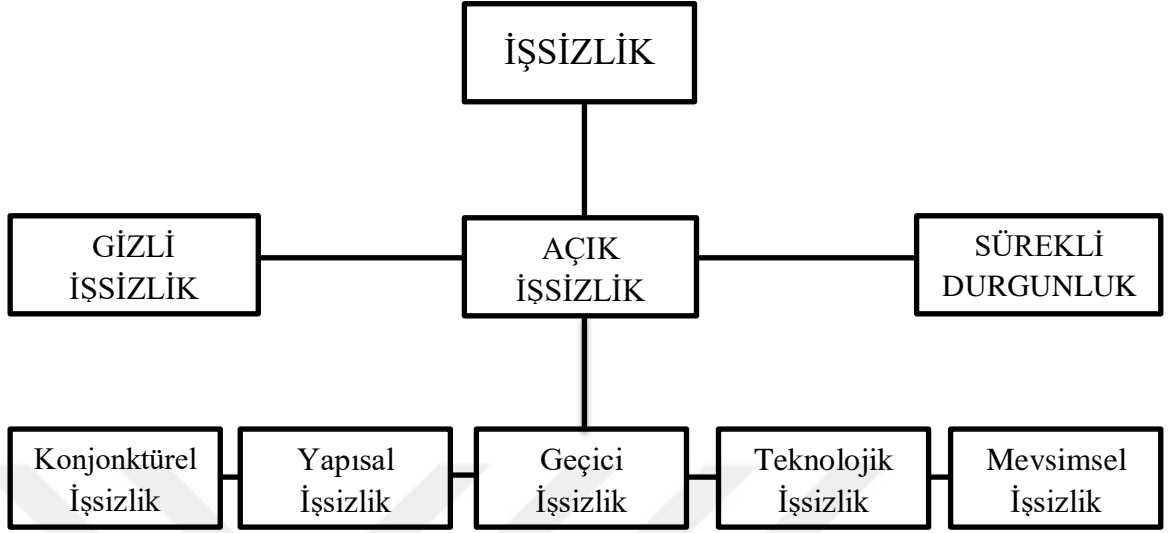 İŞSİZLİK
GİZLİ
İŞSİZLİK
AÇIK
İŞSİZLİK
SÜREKLİ
DURGUNLUK
Konjonktürel
İşsizlik
Yapısal
İşsizlik
Geçici
İşsizlik
Teknolojik
İşsizlik
Mevsimsel
İşsizlik